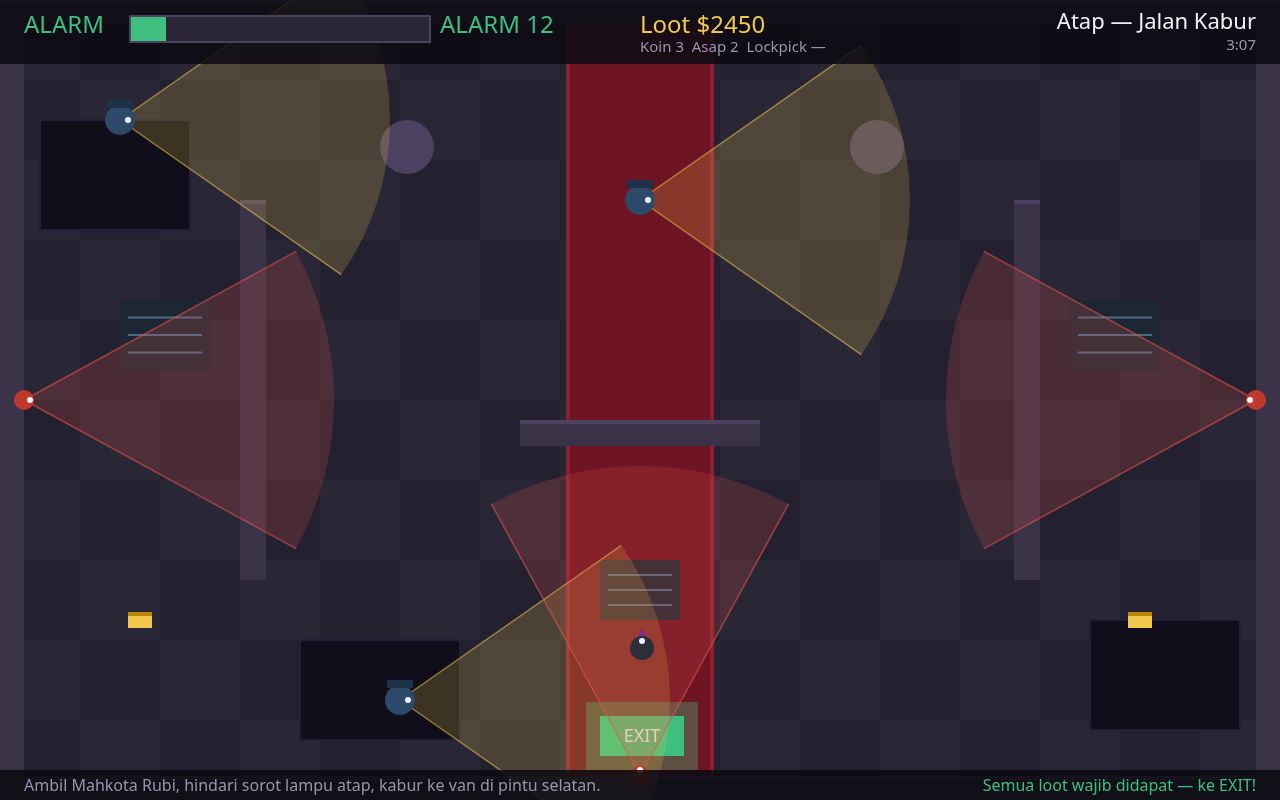 ALARM
ALARM 12
Loot $2450
Koin 3 Asap 2 Lockpick —
Atap — Jalan Kabur
3:07
EXIT
Ambil Mahkota Rubi, hindari sorot lampu atap, kabur ke van di pintu selatan.
Semua loot wajib didapat — ke EXIT!